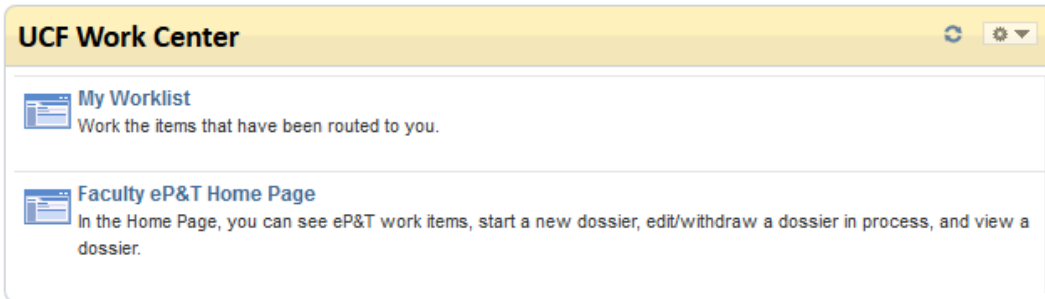 UCF Work Center
My Worklist
Work the items that have been routed to you.
Faculty eP&T Home Page
In the Home Page, you can see eP&T work items, start a new dossier, edit/withdraw a dossier in process, and view a
dossier.